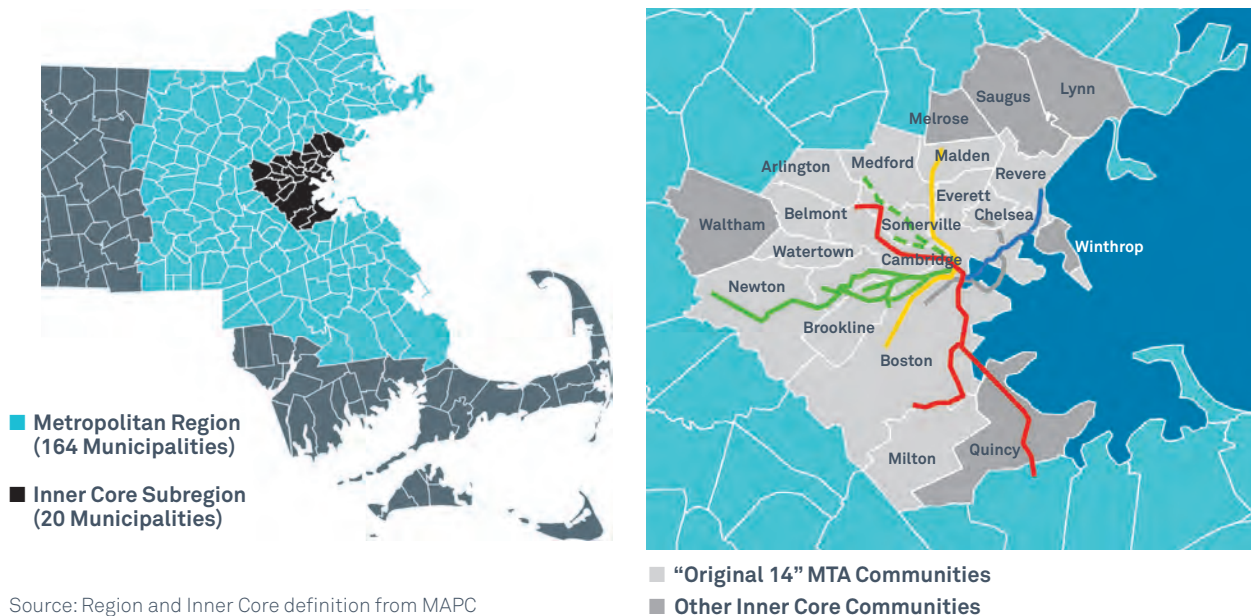 Metropolitan Region
(164 Municipalities)
Inner Core Subregion
(20 Municipalities)
Source: Region and Inner Core definition from MAPC
Lynn
Saugus
Melrose
Malden
Medford
Arlington
Revere
Everett
Chelsea
Belmont
Somerville
Waltham
Winthrop
Watertown
Cambridge
Newton
Brookline
Boston
Milton
Quincy
“Original 14” MTA Communities
Other Inner Core Communities